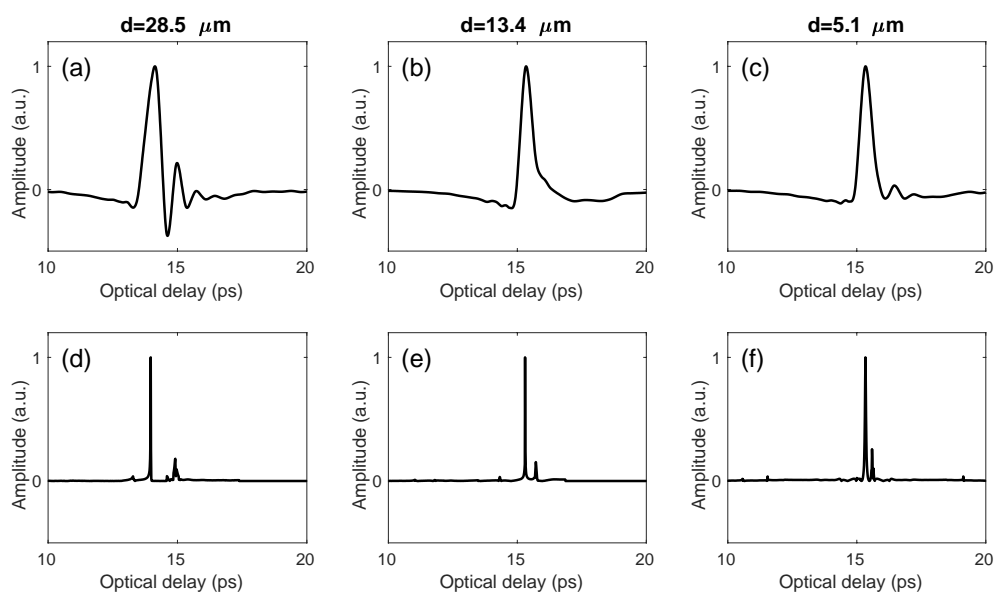 d=28.5 μm
d=13.4 μm
d=5.1 μm
(a)
Amplitude (a.u.)
1
0
10
15
20
Optical delay (ps)
(b)
Amplitude (a.u.)
1
0
10
15
20
Optical delay (ps)
(c)
Amplitude (a.u.)
1
0
10
15
20
Optical delay (ps)
(d)
Amplitude (a.u.)
1
0
10
15
20
Optical delay (ps)
(e)
Amplitude (a.u.)
1
0
10
15
20
Optical delay (ps)
(f)
Amplitude (a.u.)
1
0
10
15
20
Optical delay (ps)